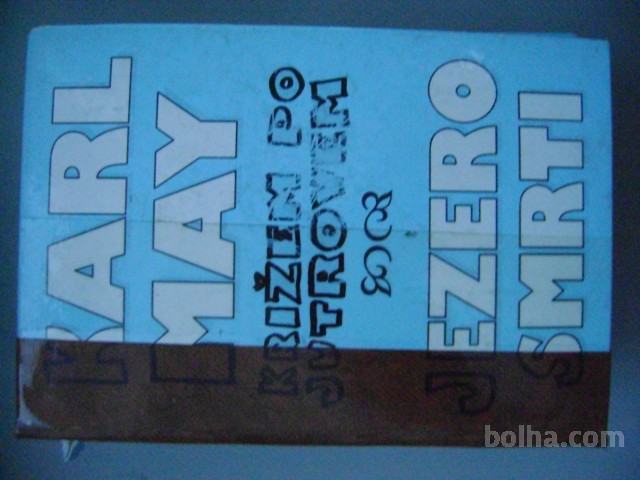 KARL
MAY
KRIŽEM PO
JUTROVEM
JEZERO
SMRTI
bolha.com